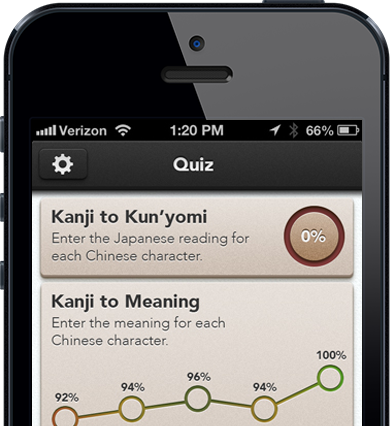 Verizon 1:20 PM 66%
Quiz
Kanji to Kun’yomi
Enter the Japanese reading for
each Chinese character.
0%
Kanji to Meaning
Enter the meaning for each
Chinese character.
92% 94% 96% 94% 100%